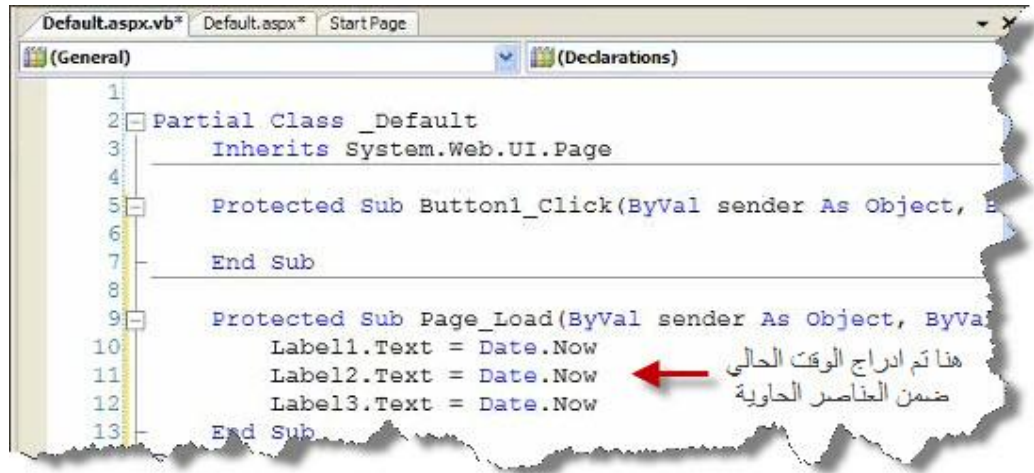 Default.aspx.vb* Default.aspx* Start Page
(General) (Declarations)
1
2 Partial Class _Default
3 Inherits System.Web.UI.Page
4
5 Protected Sub Button1_Click(ByVal sender As Object,
6
7 End Sub
8
9 Protected Sub Page_Load(ByVal sender As Object, ByVal
10 Label1.Text = Date.Now
11 Label2.Text = Date.Now
12 Label3.Text = Date.Now
13 End Sub
هنا تم ادراج الوقت الحالي
ضمن العناصر الحاوية